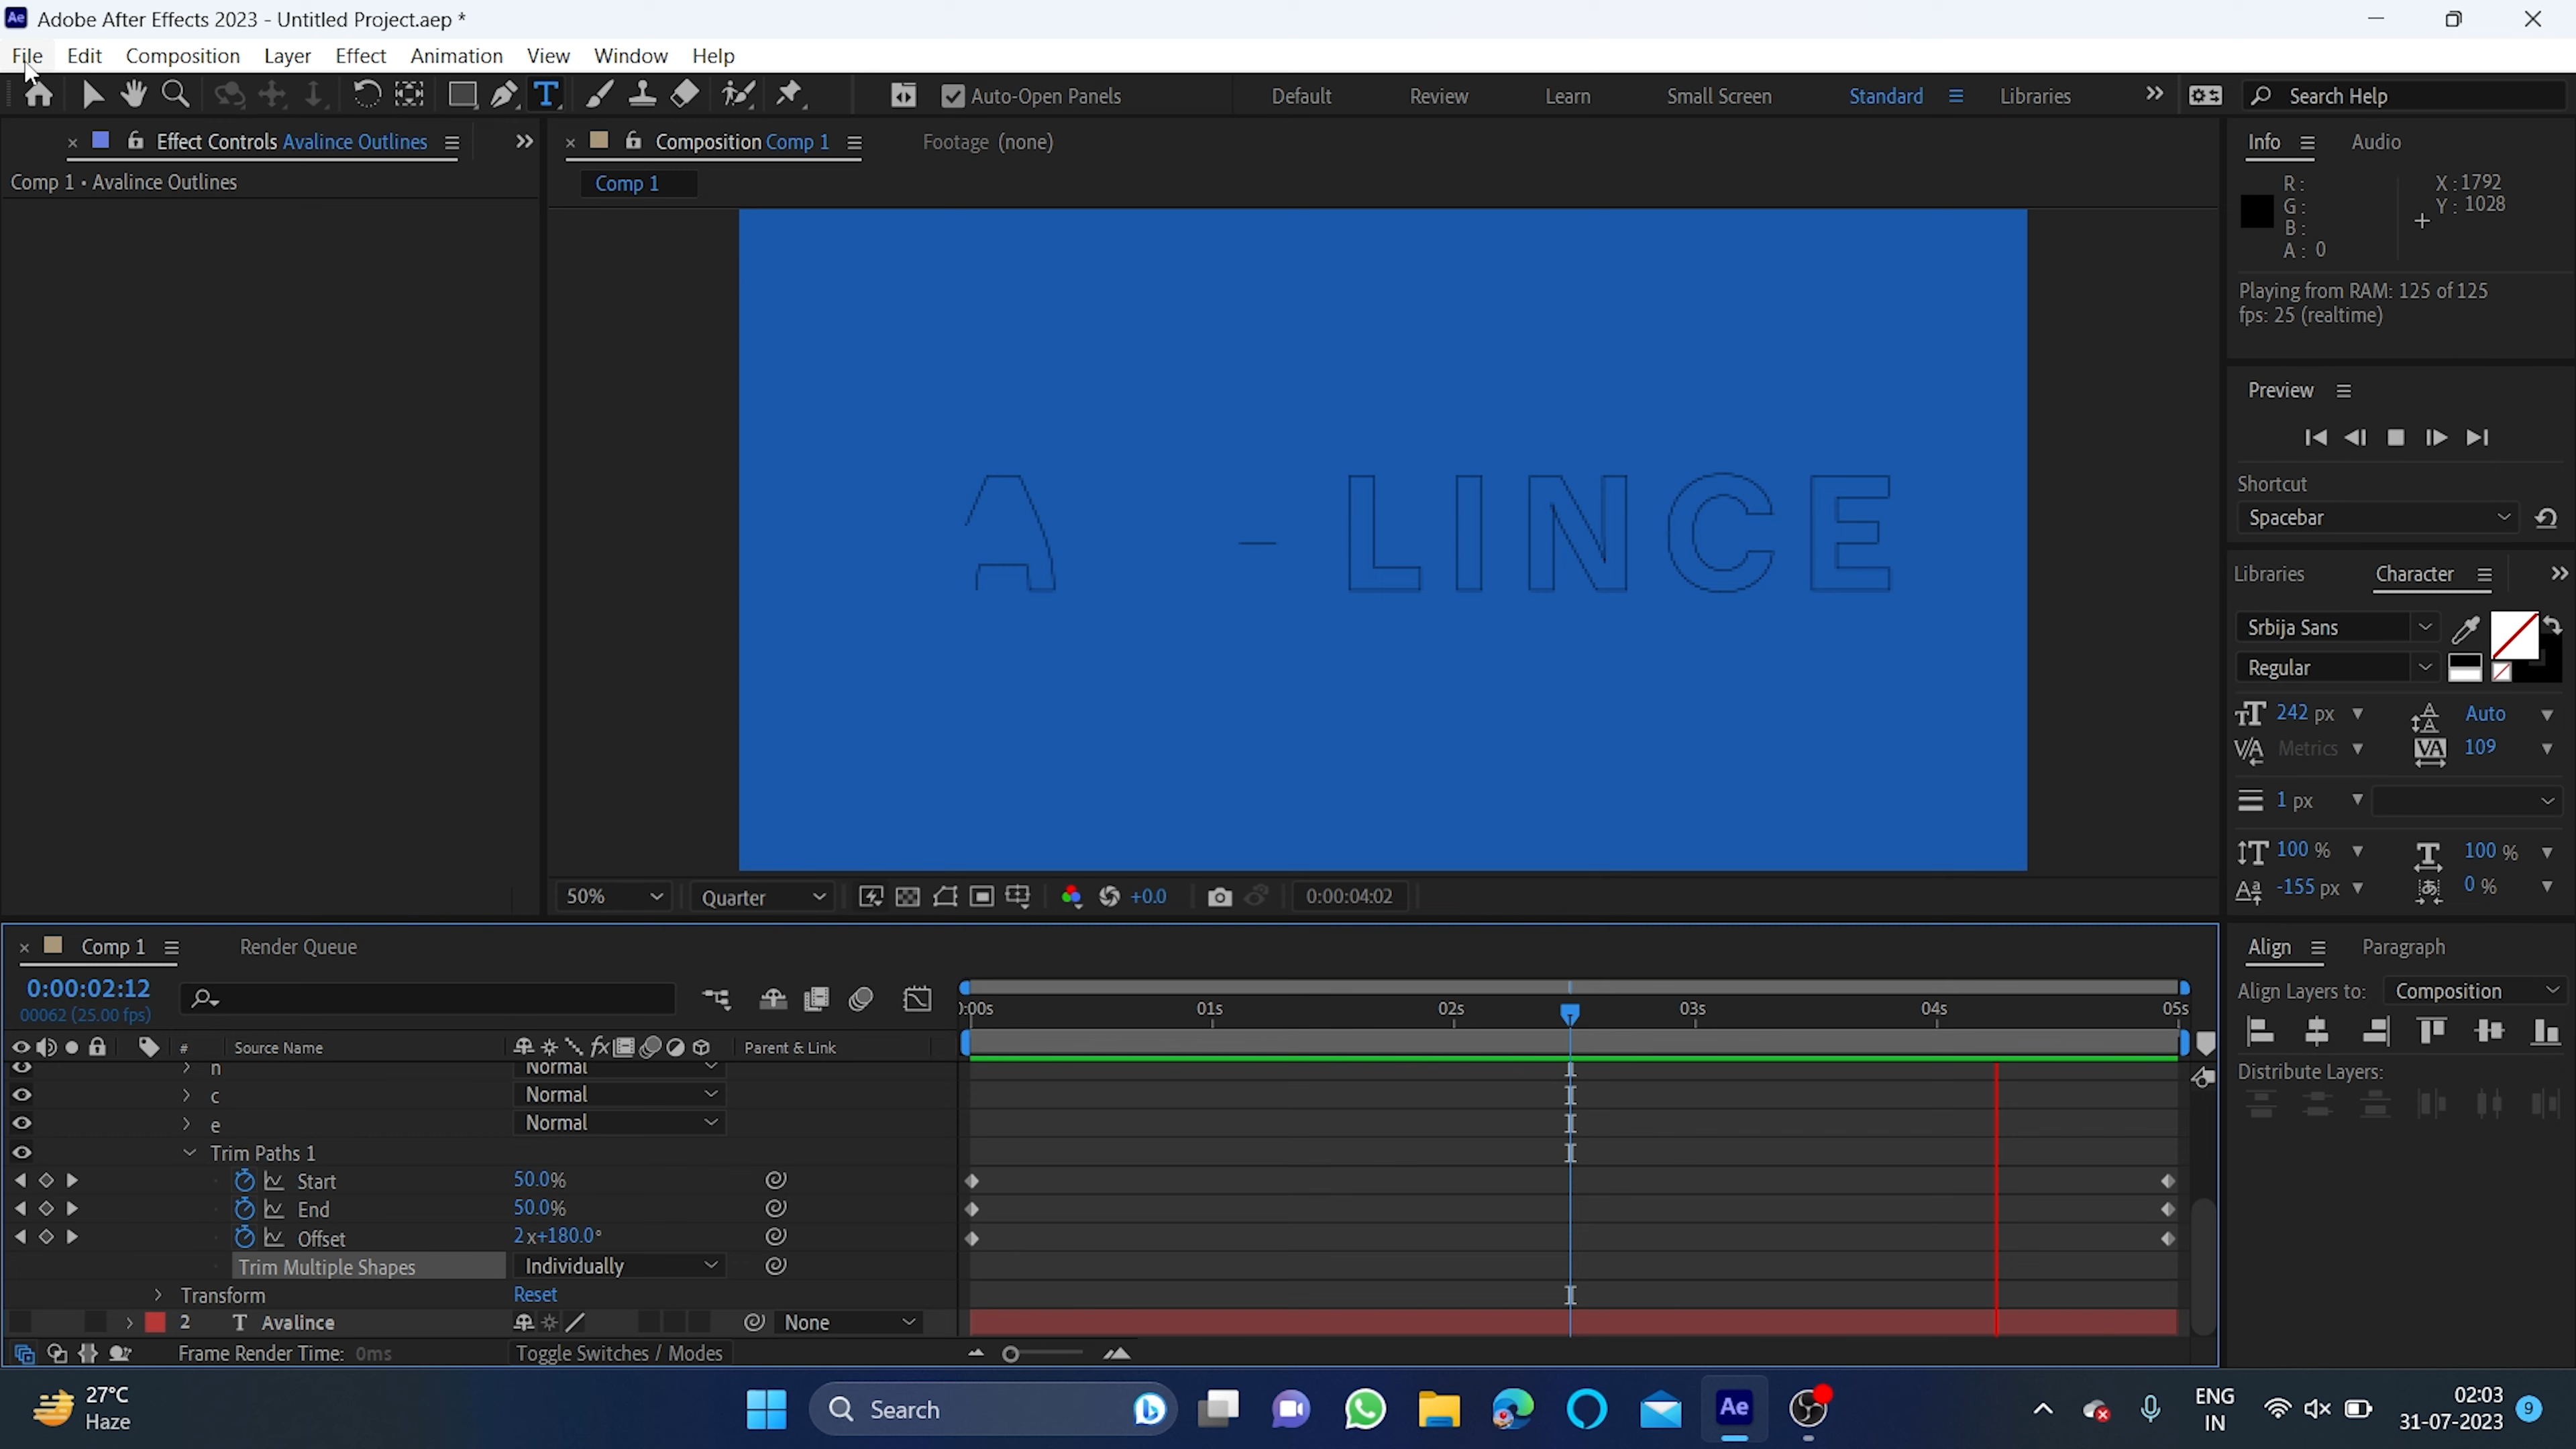 Ae Adobe After Effects 2023 - Untitled Project.aep *
File Edit Composition Layer Effect Animation View Window Help
Auto-Open Panels Default Review Learn Small Screen Standard Libraries Search Help
Effect Controls Avalince Outlines
Composition Comp 1
Footage (none)
Info Audio
Comp 1 • Avalince Outlines
Comp 1
R :
G :
B :
A : 0
X : 1792
Y : 1028
Playing from RAM: 125 of 125
fps: 25 (realtime)
Preview
Shortcut
Spacebar
A LINCE
Libraries Character
Srbija Sans
Regular
242 px Auto
Metrics 109
1 px
100 % 100 %
-155 px 0 %
50% Quarter +0.0 0:00:04:02
Comp 1 Render Queue
Align Paragraph
0:00:02:12
00062 (25.00 fps)
Align Layers to: Composition
):00s 01s 02s 03s 04s 05s
# Source Name Parent & Link
Distribute Layers:
n Normal
c Normal
e Normal
Trim Paths 1
Start 50.0%
End 50.0%
Offset 2x+180.0°
Trim Multiple Shapes Individually
Transform Reset
2 T Avalince None
Frame Render Time: 0ms Toggle Switches / Modes
27°C
Haze
Search
Ae
ENG
IN
02:03
31-07-2023
9